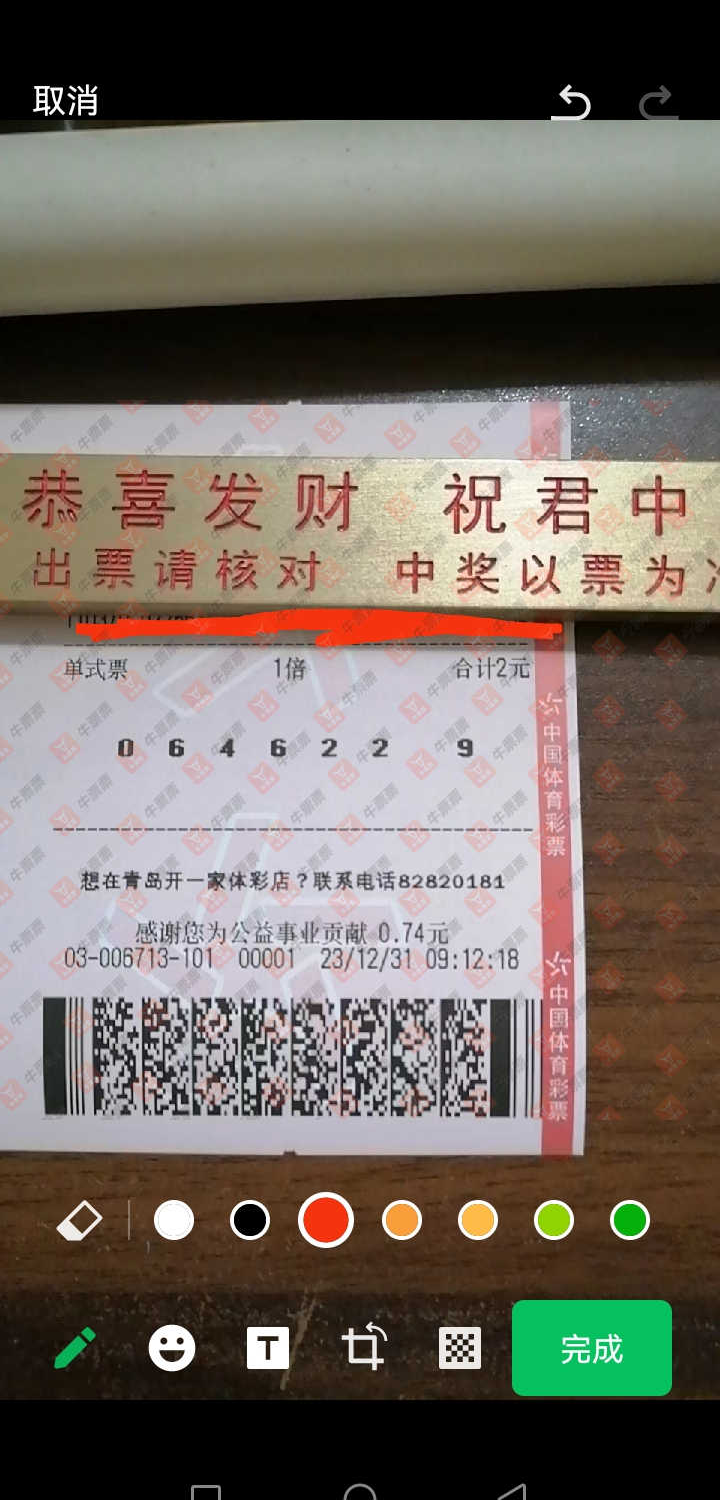 取消
恭喜发财 祝君中
出票请核对 中奖以票为
单式票 1倍 合计2元
0 6 4 6 2 2 9
想在青岛开一家体彩店？联系电话82820181
感谢您为公益事业贡献 0.74元
03-006713-101 00001 23/12/31 09:12:18
中国体育彩票
中国体育彩票
牛票票
T
完成